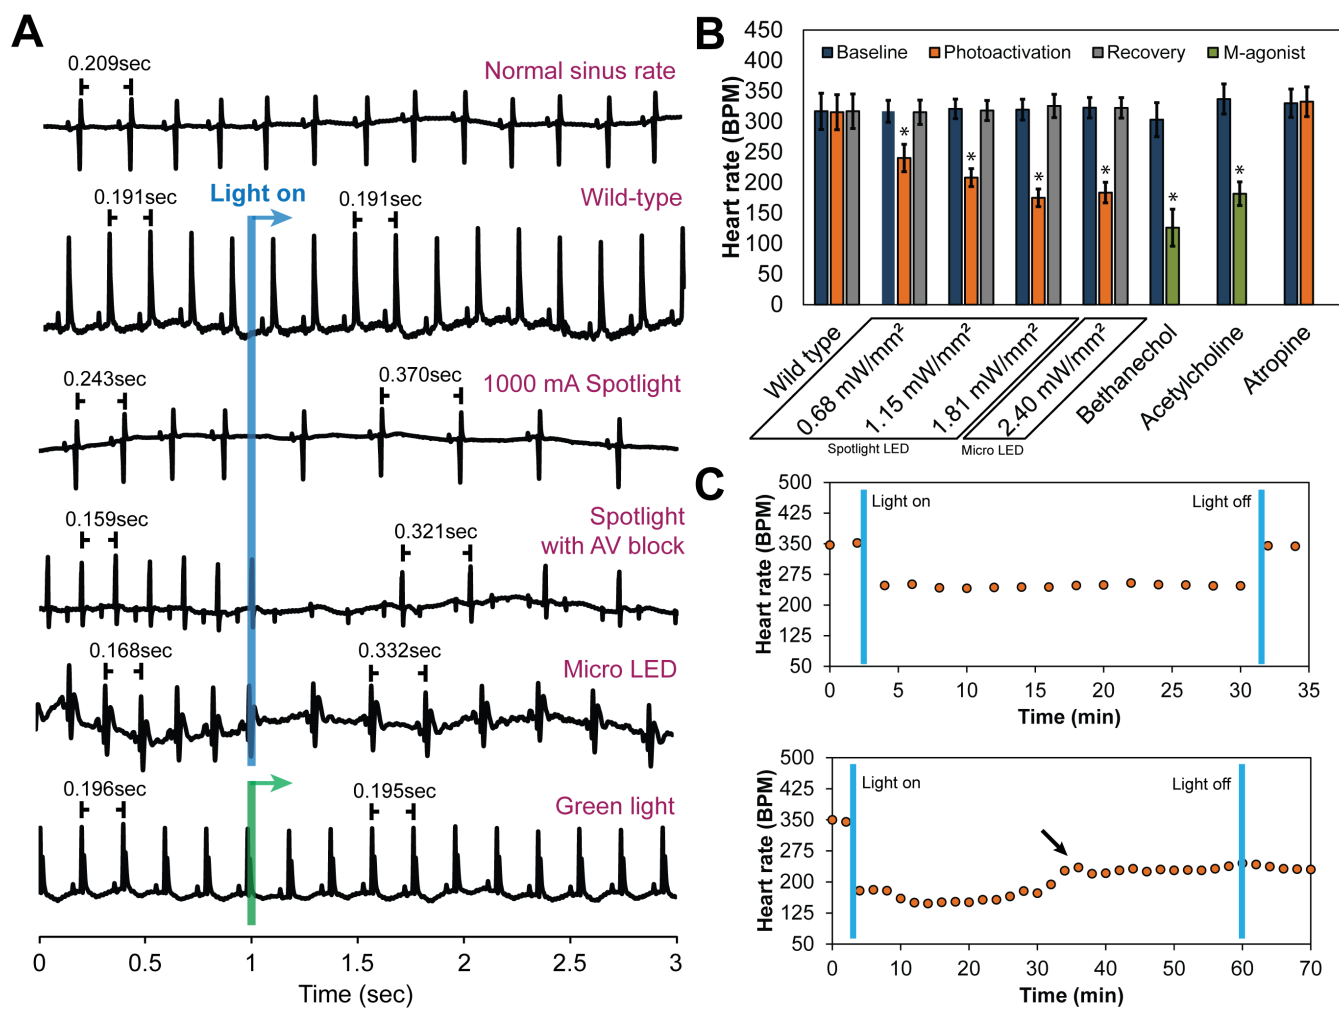 A
0.209sec
Normal sinus rate
0.191sec
Light on
0.191sec
Wild-type
0.243sec
0.370sec
1000 mA Spotlight
0.159sec
0.321sec
Spotlight
with AV block
0.168sec
0.332sec
Micro LED
0.196sec
0.195sec
Green light
0
0.5
1
1.5
2
2.5
3
Time (sec)
B
Heart rate (BPM)
450
400
350
300
250
200
150
100
50
0
Baseline
Photoactivation
Recovery
M-agonist
*
*
*
*
*
*
Wild type
0.68 mW/mm²
1.15 mW/mm²
1.81 mW/mm²
2.40 mW/mm²
Bethanechol
Acetylcholine
Atropine
Spotlight LED
Micro LED
C
Heart rate (BPM)
500
425
350
275
200
125
50
Light on
Light off
0
5
10
15
20
25
30
35
Time (min)
Heart rate (BPM)
500
425
350
275
200
125
50
Light on
Light off
0
10
20
30
40
50
60
70
Time (min)